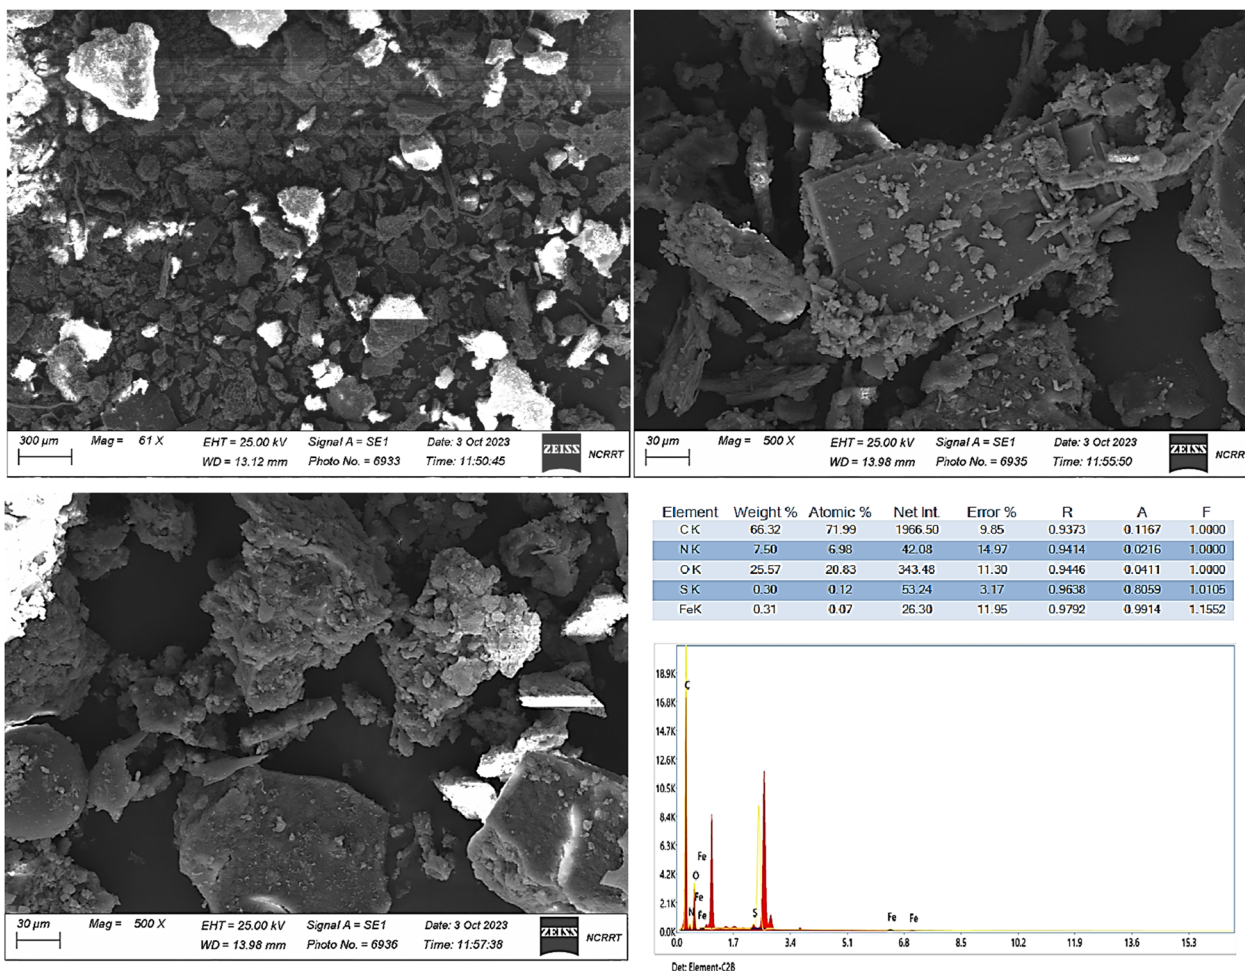 300 µm Mag = 61 X EHT = 25.00 kV Signal A = SE1 Date: 3 Oct 2023 ZEISS NCRRT
WD = 13.12 mm Photo No. = 6933 Time: 11:50:45
30 µm Mag = 500 X EHT = 25.00 kV Signal A = SE1 Date: 3 Oct 2023 ZEISS NCRRT
WD = 13.98 mm Photo No. = 6935 Time: 11:55:50
30 µm Mag = 500 X EHT = 25.00 kV Signal A = SE1 Date: 3 Oct 2023 ZEISS NCRRT
WD = 13.98 mm Photo No. = 6936 Time: 11:57:38
Element Weight % Atomic % Net Int. Error % R A F
C K 66.32 71.99 1966.50 9.85 0.9373 0.1167 1.0000
N K 7.50 6.98 42.08 14.97 0.9414 0.0216 1.0000
O K 25.57 20.83 343.48 11.30 0.9446 0.0411 1.0000
S K 0.30 0.12 53.24 3.17 0.9638 0.8059 1.0105
FeK 0.31 0.07 26.30 11.95 0.9792 0.9914 1.1552
18.9K
C
16.8K
14.7K
12.6K
10.5K
8.4K
6.3K
Fe
4.2K
O
Fe
2.1K
N
Fe
S
Fe
Fe
0.0K
0.0 1.7 3.4 5.1 6.8 8.5 10.2 11.9 13.6 15.3
Det: Element-C2B